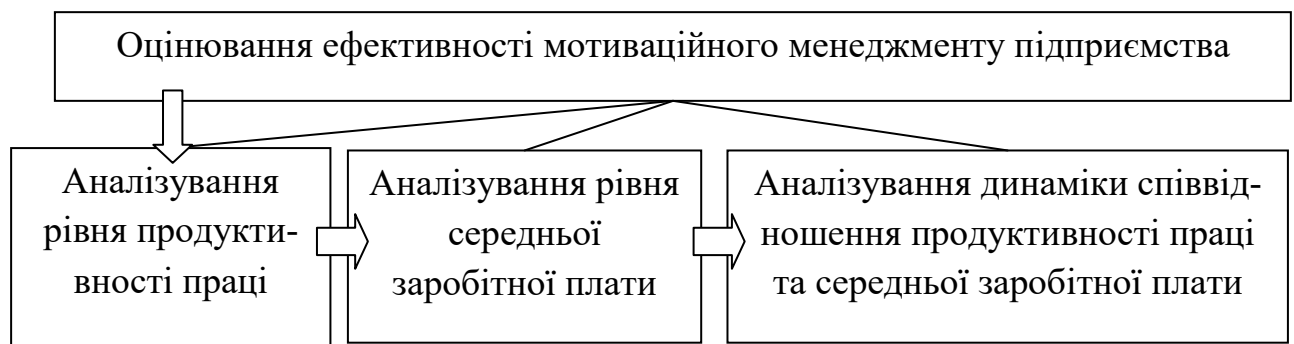 Оцінювання ефективності мотиваційного менеджменту підприємства
Аналізування
рівня продукти-
вності праці
Аналізування рівня
середньої
заробітної плати
Аналізування динаміки співвід-
ношення продуктивності праці
та середньої заробітної плати